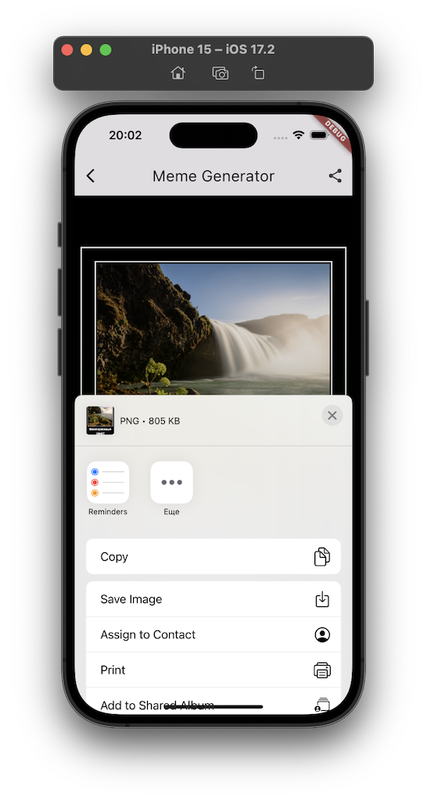 iPhone 15 – iOS 17.2
20:02
DEBUG
Meme Generator
PNG • 805 KB
Reminders
Еще
Copy
Save Image
Assign to Contact
Print
Add to Shared Album